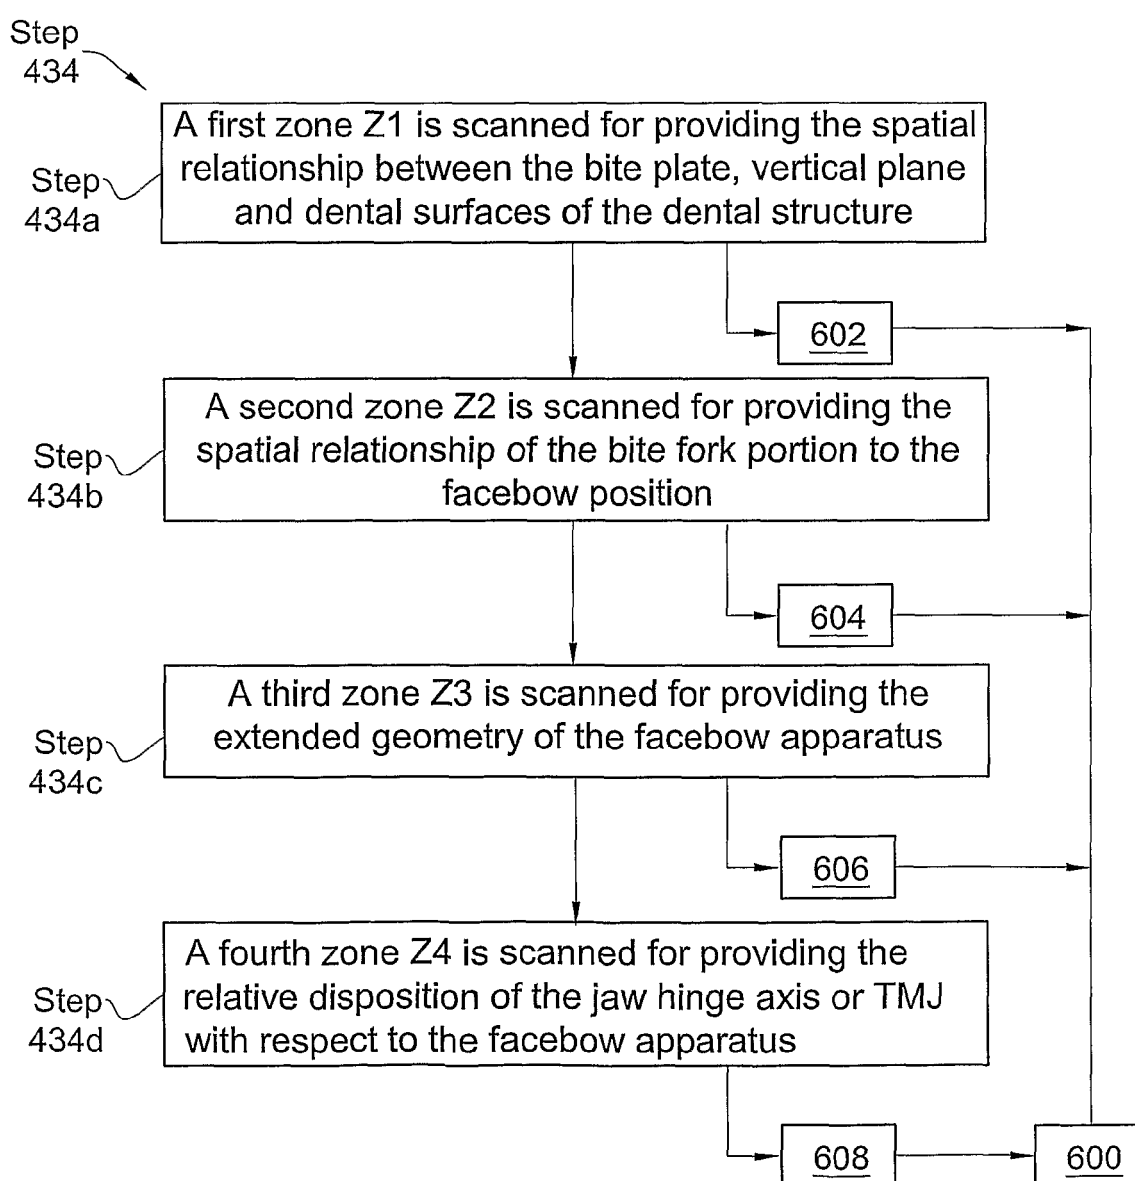 Step
434
A first zone Z1 is scanned for providing the spatial
relationship between the bite plate, vertical plane
and dental surfaces of the dental structure
Step
434a
602
A second zone Z2 is scanned for providing the
spatial relationship of the bite fork portion to the
facebow position
Step
434b
604
A third zone Z3 is scanned for providing the
extended geometry of the facebow apparatus
Step
434c
606
A fourth zone Z4 is scanned for providing the
relative disposition of the jaw hinge axis or TMJ
with respect to the facebow apparatus
Step
434d
608
600